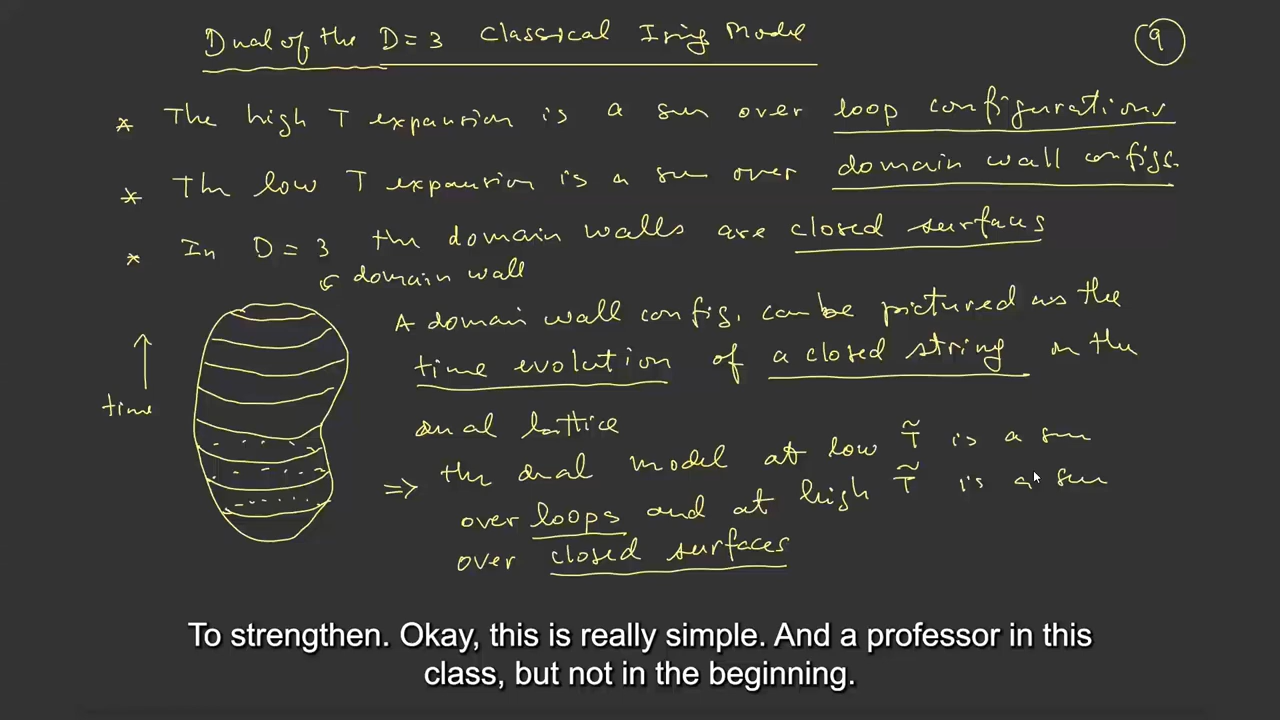 Dual of the D=3 Classical Ising Model
9
* The high T expansion is a sum over loop configurations
* The low T expansion is a sum over domain wall configs.
* In D=3 the domain walls are closed surfaces
domain wall
A domain wall config. can be pictured as the
time evolution of a closed string on the
dual lattice
time
=> the dual model at low T̃ is a sum
over loops and at high T̃ is a sum
over closed surfaces
To strengthen. Okay, this is really simple. And a professor in this
class, but not in the beginning.